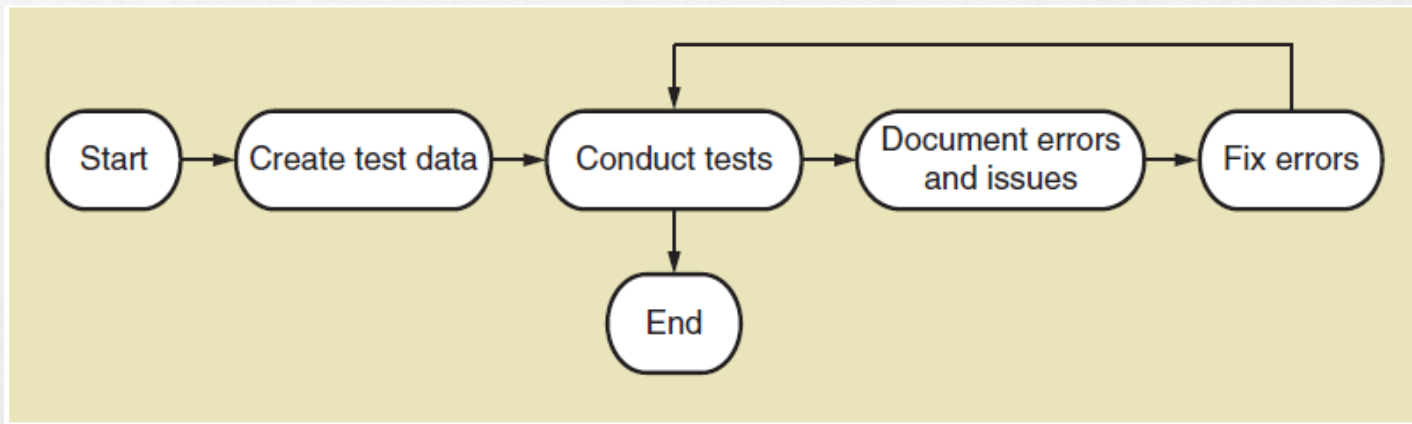 Start
Create test data
Conduct tests
Document errors
and issues
Fix errors
End